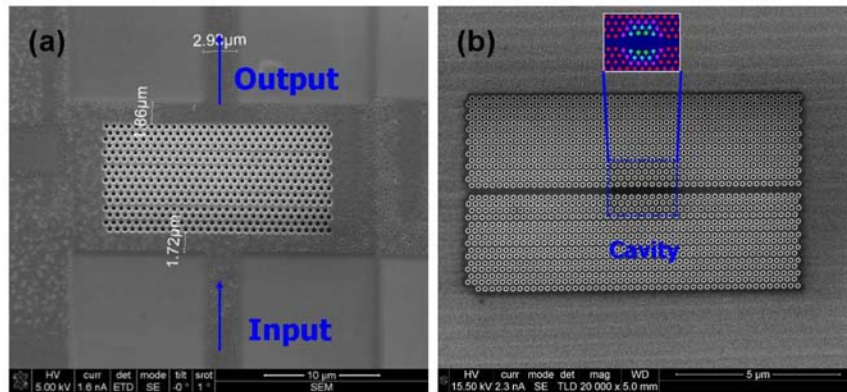 (a)
2.93µm
Output
1.86µm
1.72µm
Input
HV curr det mode tilt srot
5.00 kV 1.6 nA ETD SE -0 ° 1 °
10 µm
SEM
(b)
Cavity
HV curr det mode mag WD
15.50 kV 2.3 nA TLD SE 20 000 x 5.0 mm
5 µm